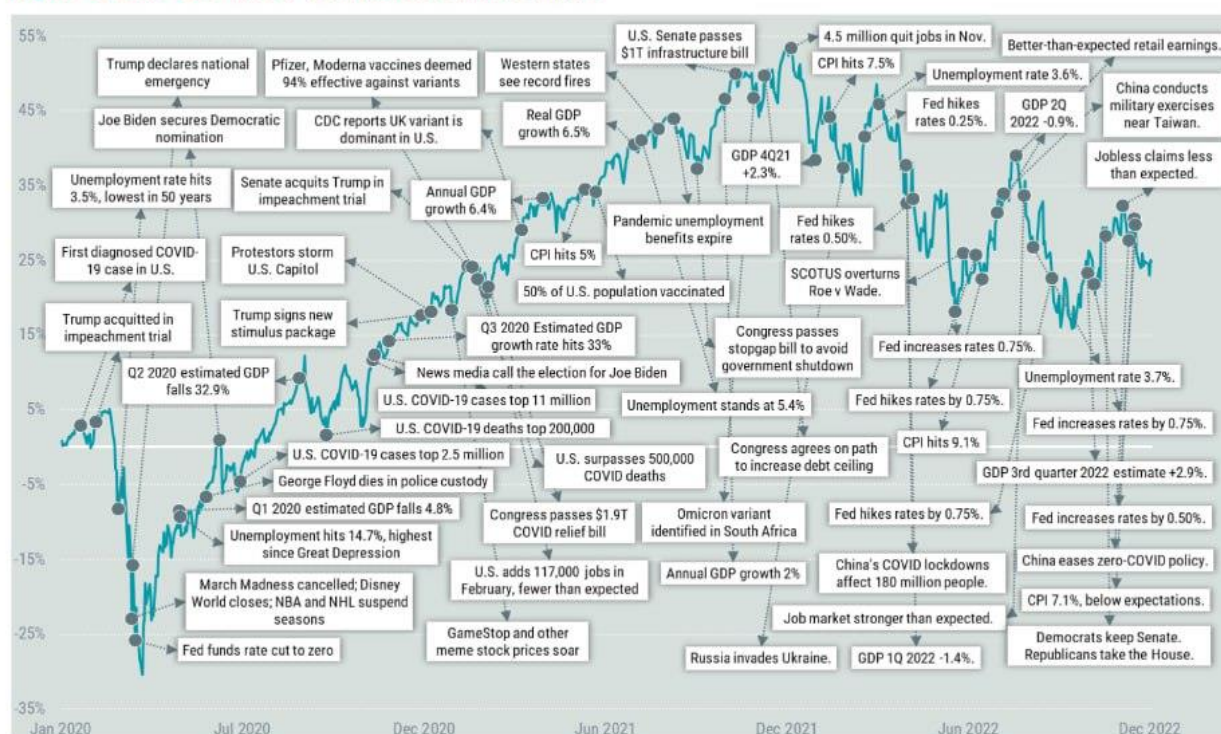 55%
45%
35%
25%
15%
5%
-5%
-15%
-25%
-35%
Jan 2020
Jul 2020
Dec 2020
Jun 2021
Dec 2021
Jun 2022
Dec 2022
Trump declares national
emergency
Joe Biden secures Democratic
nomination
Unemployment rate hits
3.5%, lowest in 50 years
First diagnosed COVID-
19 case in U.S.
Trump acquitted in
impeachment trial
Q2 2020 estimated GDP
falls 32.9%
Pfizer, Moderna vaccines deemed
94% effective against variants
CDC reports UK variant is
dominant in U.S.
Senate acquits Trump in
impeachment trial
Protestors storm
U.S. Capitol
Trump signs new
stimulus package
Western states
see record fires
Real GDP
growth 6.5%
Annual GDP
growth 6.4%
CPI hits 5%
50% of U.S. population vaccinated
Q3 2020 Estimated GDP
growth rate hits 33%
News media call the election for Joe Biden
U.S. COVID-19 cases top 11 million
U.S. COVID-19 deaths top 200,000
U.S. COVID-19 cases top 2.5 million
George Floyd dies in police custody
Q1 2020 estimated GDP falls 4.8%
Unemployment hits 14.7%, highest
since Great Depression
March Madness cancelled; Disney
World closes; NBA and NHL suspend
seasons
Fed funds rate cut to zero
U.S. surpasses 500,000
COVID deaths
Congress passes $1.9T
COVID relief bill
U.S. adds 117,000 jobs in
February, fewer than expected
GameStop and other
meme stock prices soar
U.S. Senate passes
$1T infrastructure bill
4.5 million quit jobs in Nov.
CPI hits 7.5%
Unemployment rate 3.6%.
Better-than-expected retail earnings.
Fed hikes
rates 0.25%.
GDP 2Q
2022 -0.9%.
China conducts
military exercises
near Taiwan.
Jobless claims less
than expected.
GDP 4Q21
+2.3%.
Pandemic unemployment
benefits expire
Fed hikes
rates 0.50%.
SCOTUS overturns
Roe v Wade.
Congress passes
stopgap bill to avoid
government shutdown
Unemployment stands at 5.4%
Congress agrees on path
to increase debt ceiling
Omicron variant
identified in South Africa
Annual GDP growth 2%
Russia invades Ukraine.
Fed increases rates 0.75%.
Fed hikes rates by 0.75%.
CPI hits 9.1%
Fed hikes rates by 0.75%.
China's COVID lockdowns
affect 180 million people.
Job market stronger than expected.
GDP 1Q 2022 -1.4%.
Unemployment rate 3.7%.
Fed increases rates by 0.75%.
GDP 3rd quarter 2022 estimate +2.9%.
Fed increases rates by 0.50%.
China eases zero-COVID policy.
CPI 7.1%, below expectations.
Democrats keep Senate.
Republicans take the House.